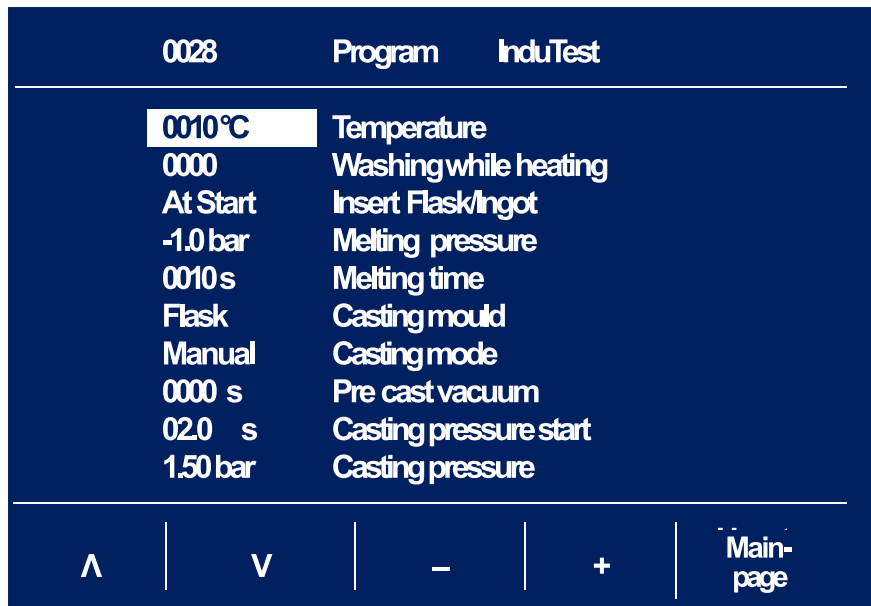 0028 Program InduTest
0010°C Temperature
0000 Washing while heating
At Start Insert Flask/Ingot
-1.0 bar Melting pressure
0010 s Melting time
Flask Casting mould
Manual Casting mode
0000 s Pre cast vacuum
02.0 s Casting pressure start
1.50 bar Casting pressure
Λ V – + Main-
page